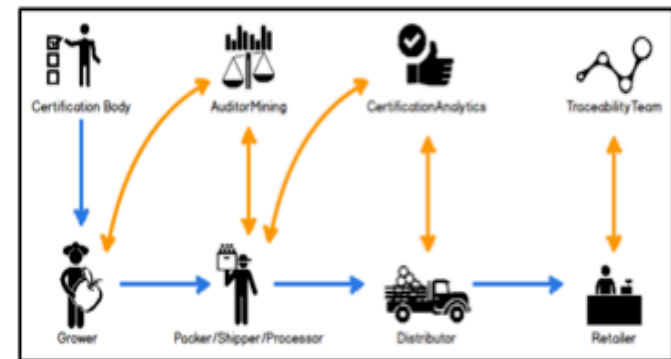 Certification Body
AuditorMining
CertificationAnalytics
TraceabilityTeam
Grower
Packer/Shipper/Processor
Distributor
Retailer